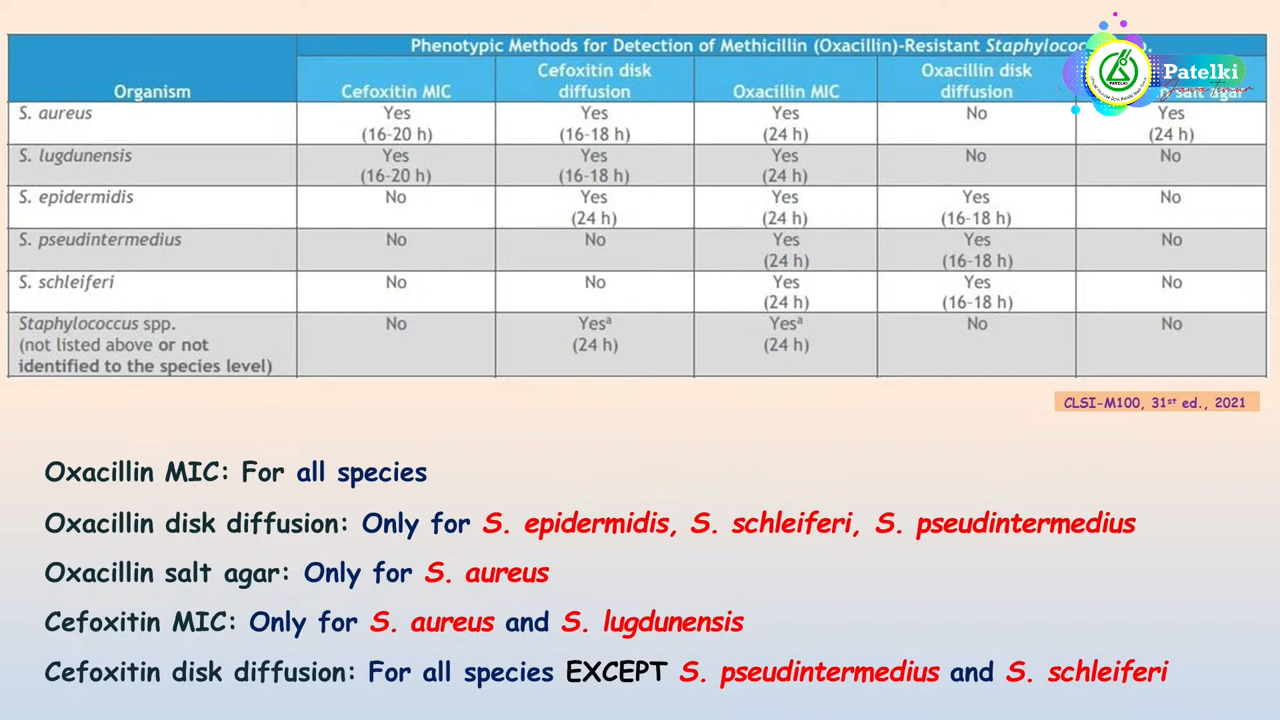 Phenotypic Methods for Detection of Methicillin (Oxacillin)-Resistant Staphylococ
Organism Cefoxitin MIC Cefoxitin disk diffusion Oxacillin MIC Oxacillin disk diffusion salt agar
S. aureus Yes (16-20 h) Yes (16-18 h) Yes (24 h) No Yes (24 h)
S. lugdunensis Yes (16-20 h) Yes (16-18 h) Yes (24 h) No No
S. epidermidis No Yes (24 h) Yes (24 h) Yes (16-18 h) No
S. pseudintermedius No No Yes (24 h) Yes (16-18 h) No
S. schleiferi No No Yes (24 h) Yes (16-18 h) No
Staphylococcus spp. (not listed above or not identified to the species level) No Yesᵃ (24 h) Yesᵃ (24 h) No No
Patelki
Jawa Timur
PATELKI
CLSI-M100, 31st ed., 2021
Oxacillin MIC: For all species
Oxacillin disk diffusion: Only for S. epidermidis, S. schleiferi, S. pseudintermedius
Oxacillin salt agar: Only for S. aureus
Cefoxitin MIC: Only for S. aureus and S. lugdunensis
Cefoxitin disk diffusion: For all species EXCEPT S. pseudintermedius and S. schleiferi